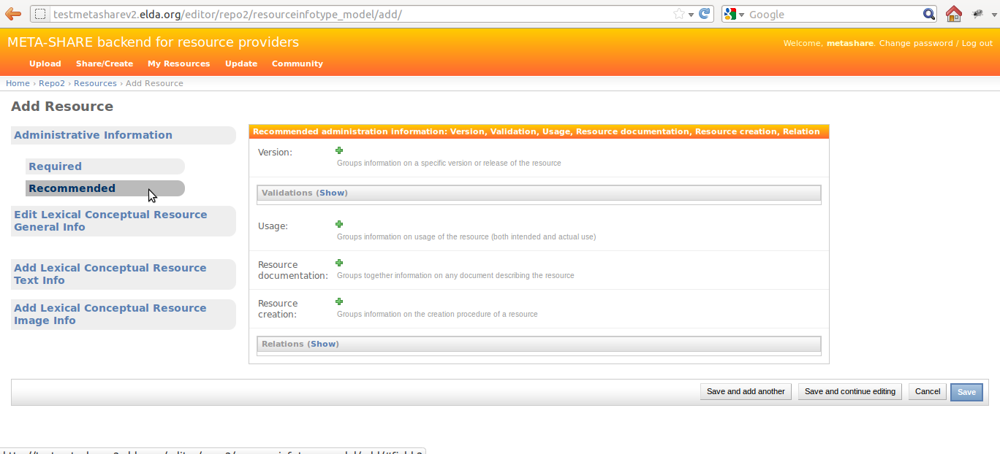 testmetasharev2.elda.org/editor/repo2/resourceinfotype_model/add/
Google
META-SHARE backend for resource providers
Welcome, metashare. Change password / Log out
Upload Share/Create My Resources Update Community
Home › Repo2 › Resources › Add Resource
Add Resource
Administrative Information
Required
Recommended
Edit Lexical Conceptual Resource
General Info
Add Lexical Conceptual Resource
Text Info
Add Lexical Conceptual Resource
Image Info
Recommended administration information: Version, Validation, Usage, Resource documentation, Resource creation, Relation
Version:
Groups information on a specific version or release of the resource
Validations (Show)
Usage:
Groups information on usage of the resource (both intended and actual use)
Resource
documentation:
Groups together information on any document describing the resource
Resource
creation:
Groups information on the creation procedure of a resource
Relations (Show)
Save and add another
Save and continue editing
Cancel
Save